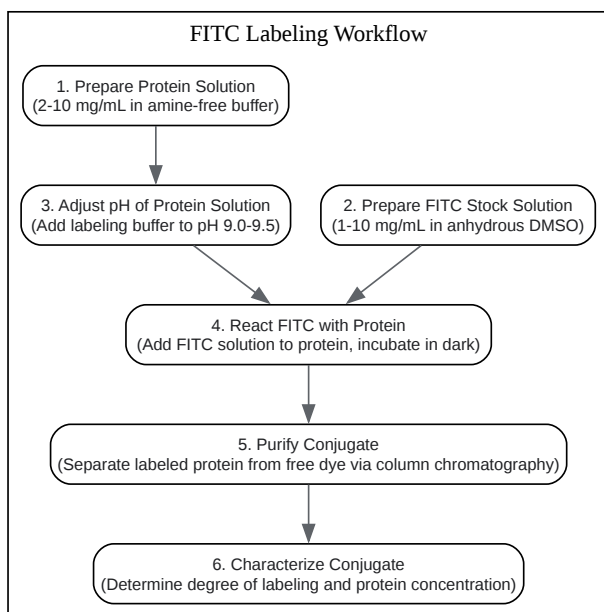 FITC Labeling Workflow
1. Prepare Protein Solution
(2-10 mg/mL in amine-free buffer)
3. Adjust pH of Protein Solution
(Add labeling buffer to pH 9.0-9.5)
2. Prepare FITC Stock Solution
(1-10 mg/mL in anhydrous DMSO)
4. React FITC with Protein
(Add FITC solution to protein, incubate in dark)
5. Purify Conjugate
(Separate labeled protein from free dye via column chromatography)
6. Characterize Conjugate
(Determine degree of labeling and protein concentration)